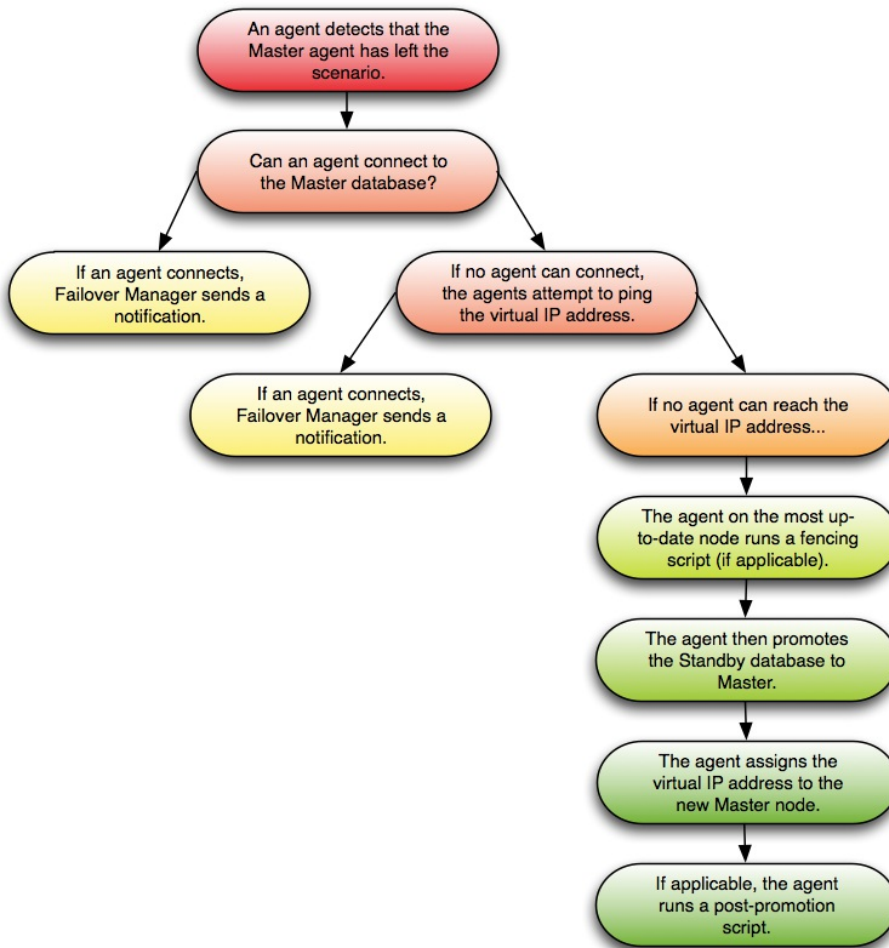 An agent detects that the
Master agent has left the
scenario.
Can an agent connect to
the Master database?
If an agent connects,
Failover Manager sends a
notification.
If no agent can connect,
the agents attempt to ping
the virtual IP address.
If an agent connects,
Failover Manager sends a
notification.
If no agent can reach the
virtual IP address...
The agent on the most up-
to-date node runs a fencing
script (if applicable).
The agent then promotes
the Standby database to
Master.
The agent assigns the
virtual IP address to the
new Master node.
If applicable, the agent
runs a post-promotion
script.